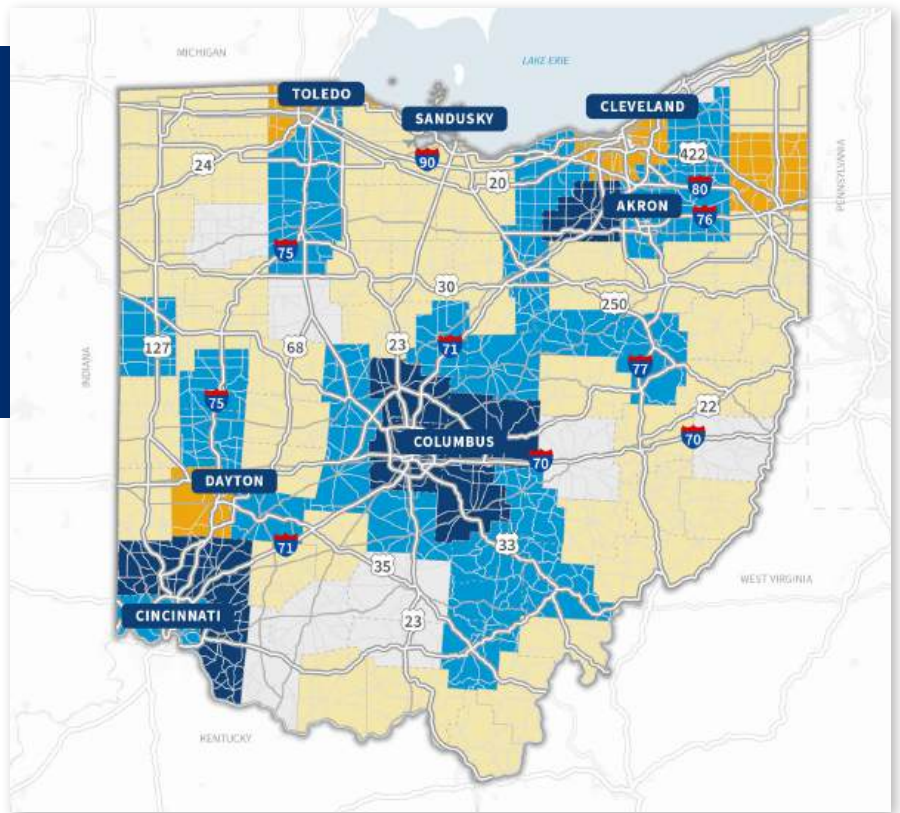 MICHIGAN
LAKE ERIE
TOLEDO
CLEVELAND
SANDUSKY
422
24
90
20
80
PENNSYLVANIA
AKRON
76
75
30
250
127
68
23
71
INDIANA
77
75
22
COLUMBUS
70
70
DAYTON
71
33
35
WEST VIRGINIA
CINCINNATI
23
KENTUCKY